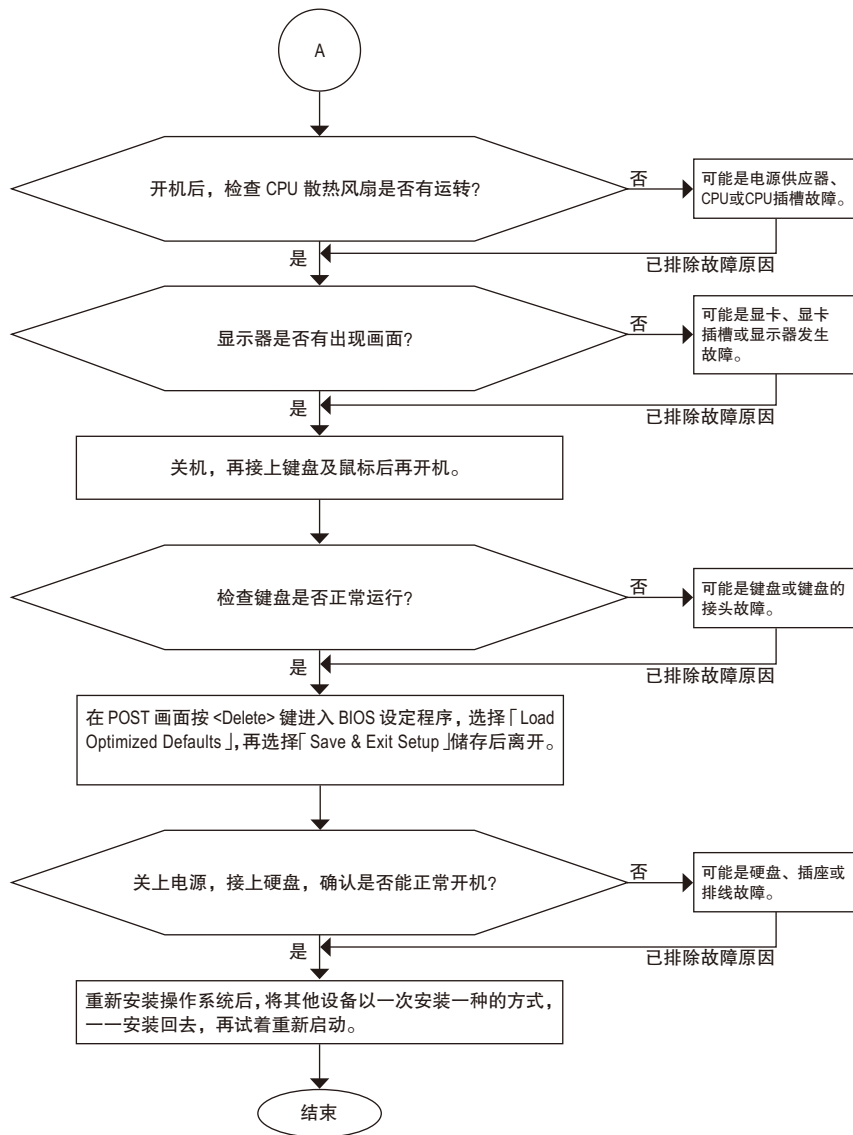 A
开机后，检查 CPU 散热风扇是否有运转?
否
可能是电源供应器、
CPU或CPU插槽故障。
是
已排除故障原因
显示器是否有出现画面?
否
可能是显卡、显卡
插槽或显示器发生
故障。
是
已排除故障原因
关机，再接上键盘及鼠标后再开机。
检查键盘是否正常运行?
否
可能是键盘或键盘的
接头故障。
是
已排除故障原因
在 POST 画面按 <Delete> 键进入 BIOS 设定程序，选择「Load
Optimized Defaults」，再选择「Save & Exit Setup」储存后离开。
关上电源，接上硬盘，确认是否能正常开机?
否
可能是硬盘、插座或
排线故障。
是
已排除故障原因
重新安装操作系统后，将其他设备以一次安装一种的方式，
一一安装回去，再试着重新启动。
结束